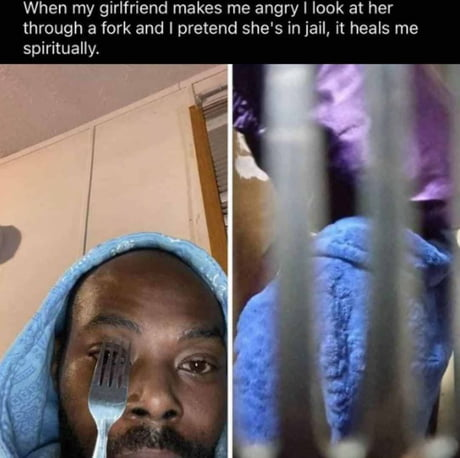 When my girlfriend makes me angry I look at her
through a fork and I pretend she's in jail, it heals me
spiritually.